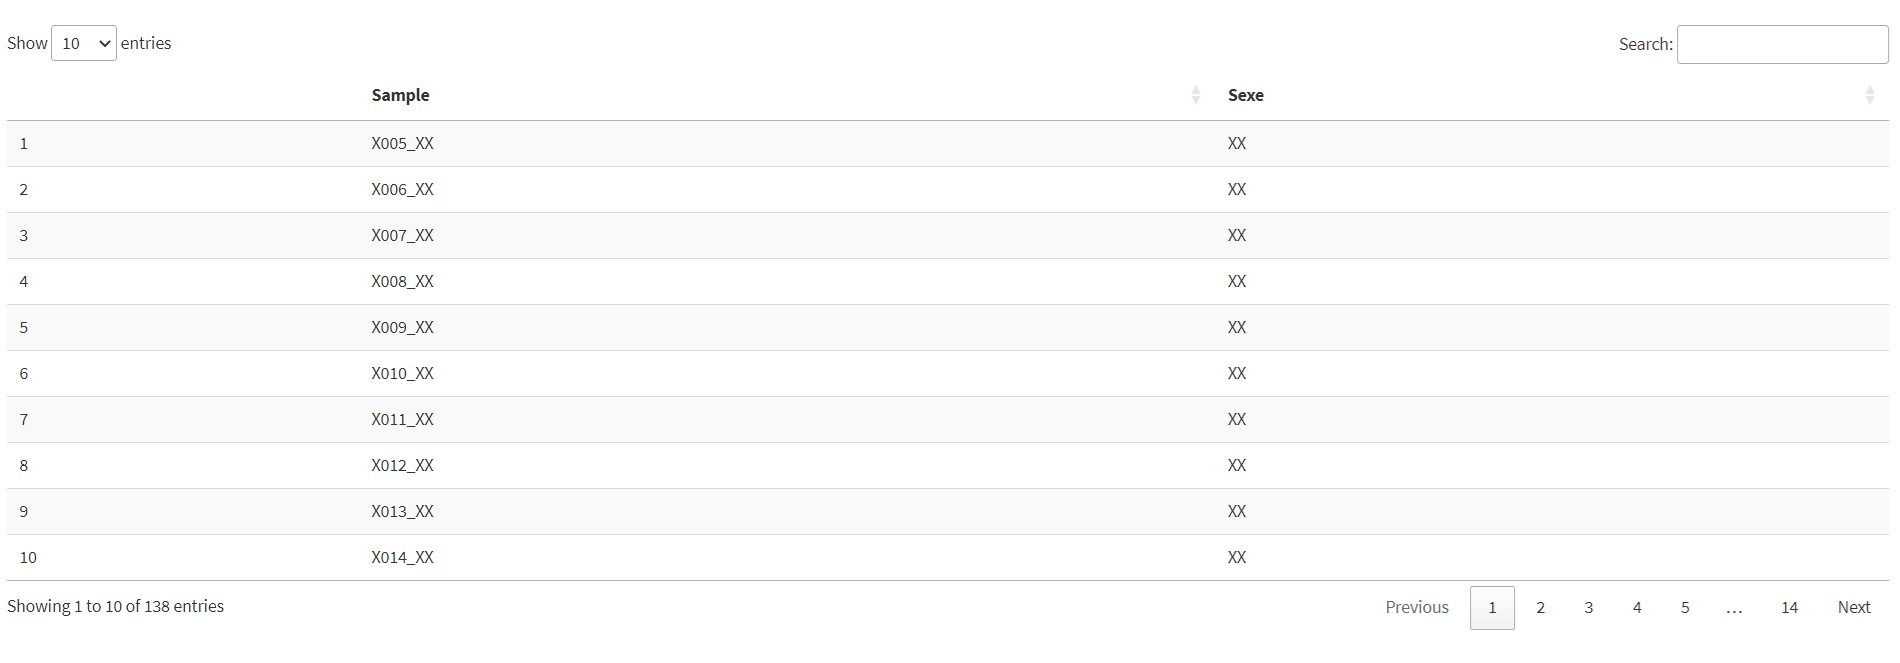 Show 10 entries Search:
Sample Sexe
1 X005_XX XX
2 X006_XX XX
3 X007_XX XX
4 X008_XX XX
5 X009_XX XX
6 X010_XX XX
7 X011_XX XX
8 X012_XX XX
9 X013_XX XX
10 X014_XX XX
Showing 1 to 10 of 138 entries Previous 1 2 3 4 5 … 14 Next